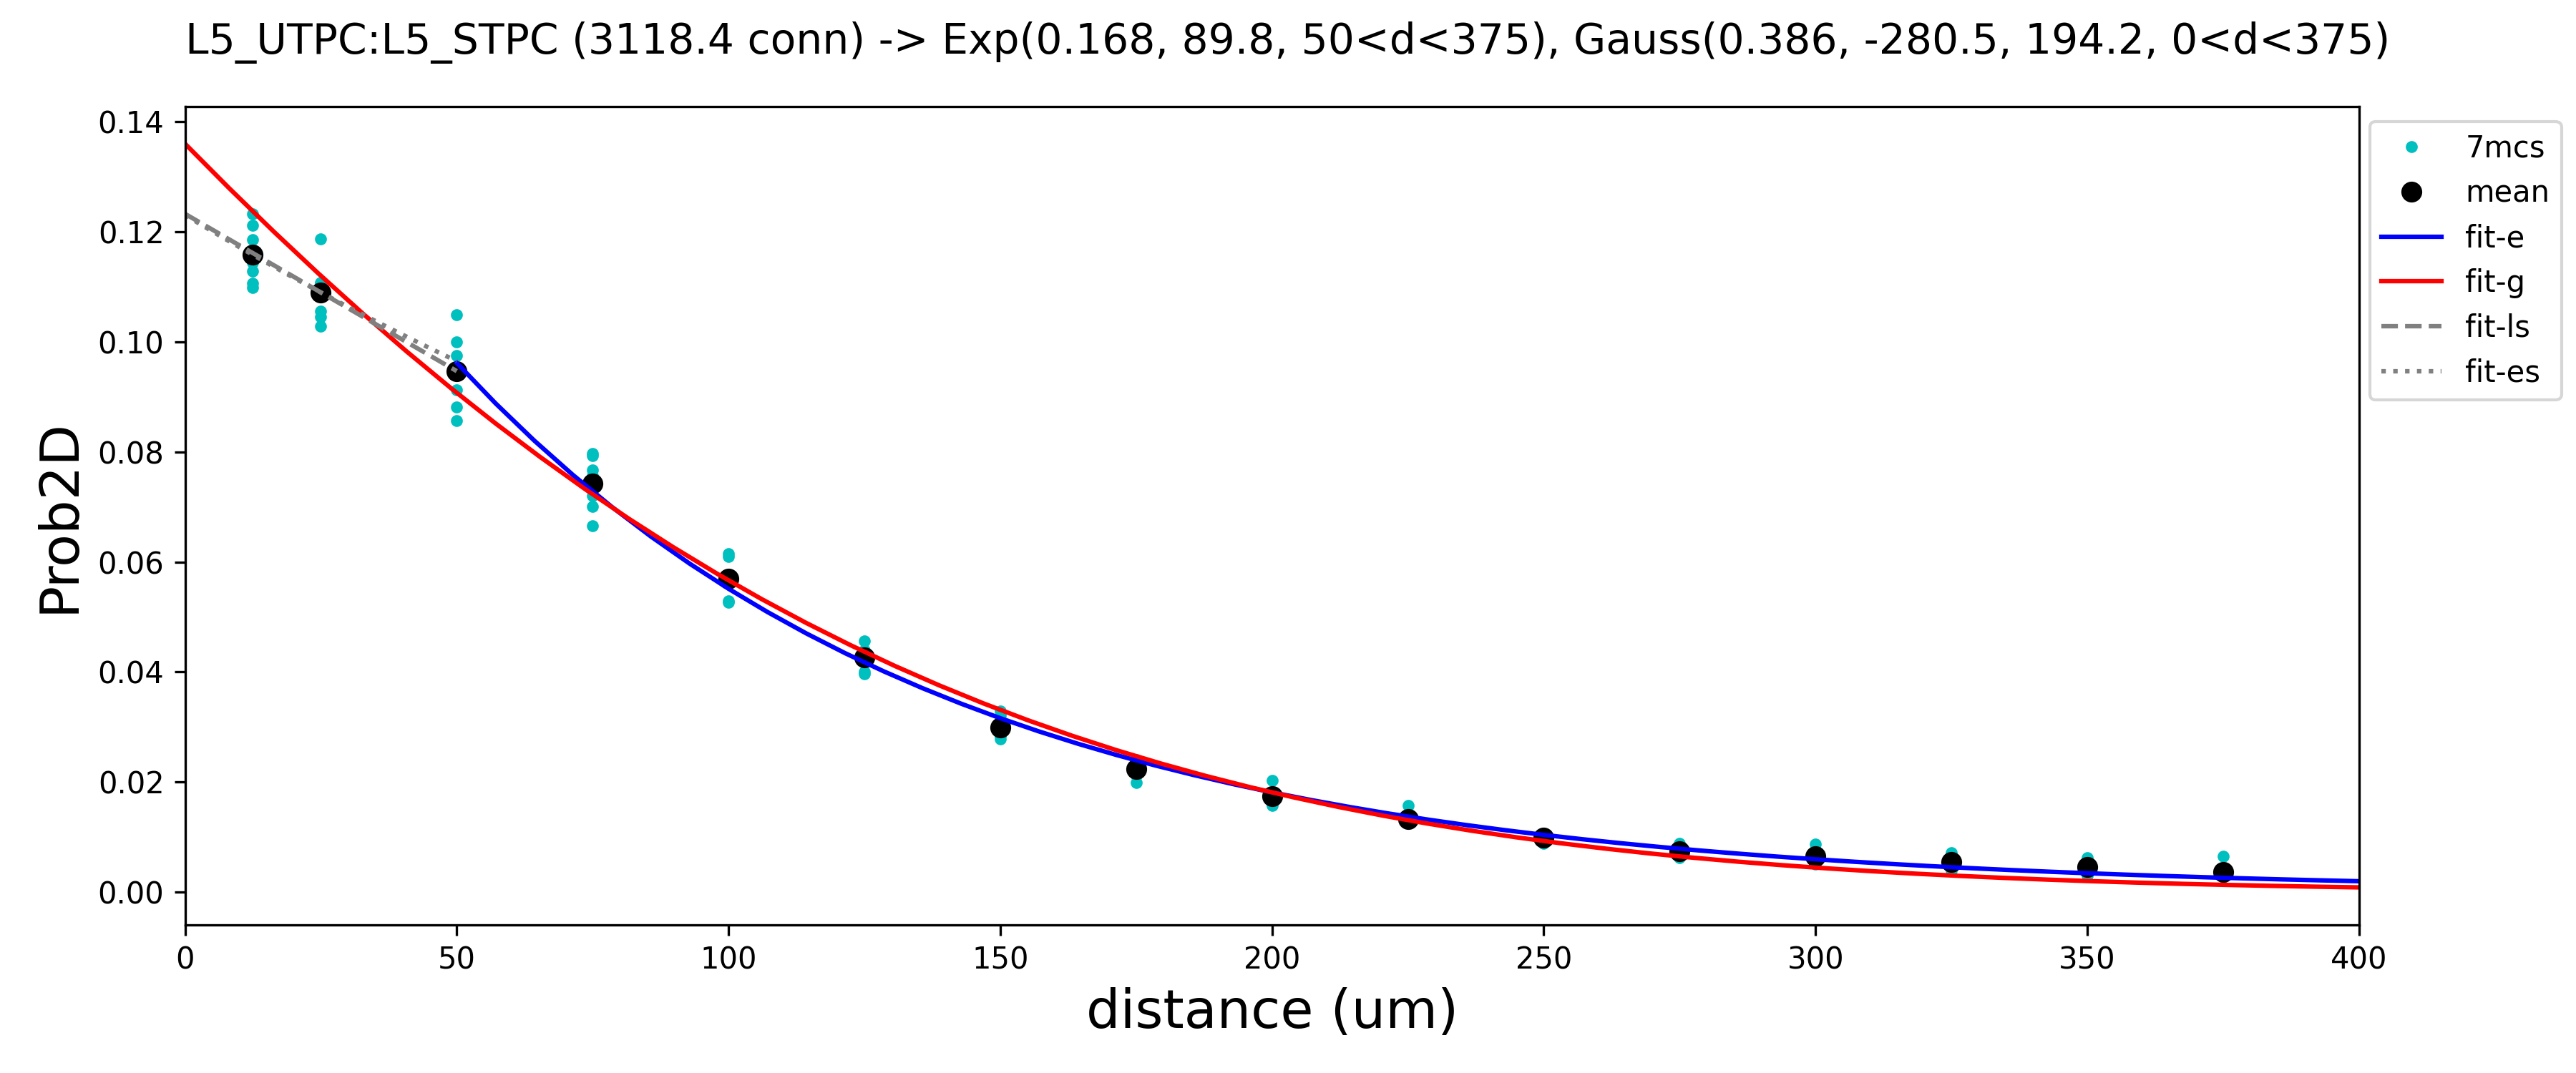 L5_UTPC:L5_STPC (3118.4 conn) -> Exp(0.168, 89.8, 50<d<375), Gauss(0.386, -280.5, 194.2, 0<d<375)
0.14
0.12
0.10
0.08
0.06
0.04
0.02
0.00
Prob2D
0 50 100 150 200 250 300 350 400
distance (um)
7mcs
mean
fit-e
fit-g
fit-ls
fit-es